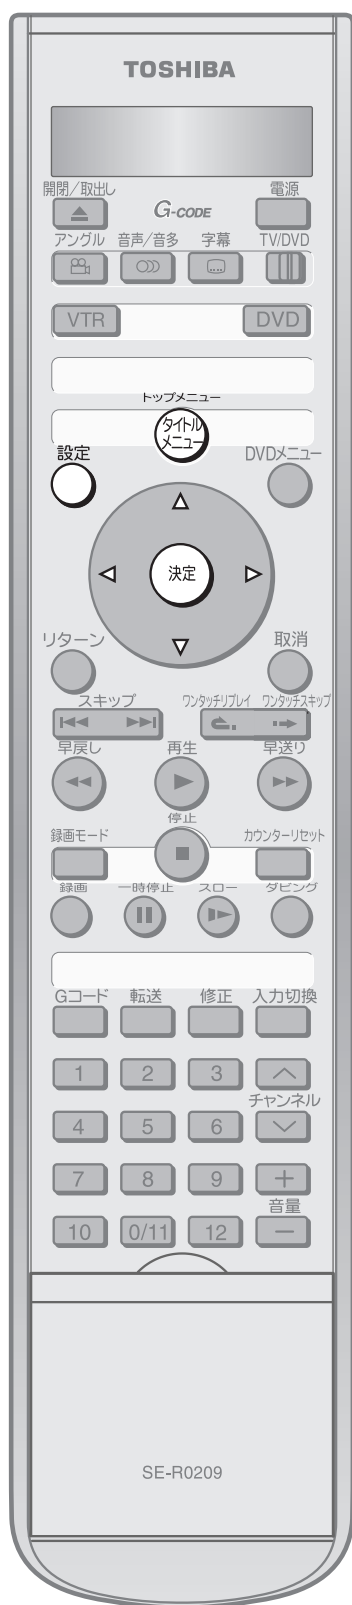 TOSHIBA
開閉/取出し 電源
G-CODE
アングル 音声/音多 字幕 TV/DVD
VTR DVD
トップメニュー
タイトル
メニュー
設定 DVDメニュー
決定
リターン 取消
スキップ ワンタッチリプレイ ワンタッチスキップ
早戻し 再生 早送り
停止
録画モード カウンターリセット
録画 一時停止 スロー ダビング
Gコード 転送 修正 入力切換
1 2 3
チャンネル
4 5 6
7 8 9 +
音量
10 0/11 12 −
SE-R0209